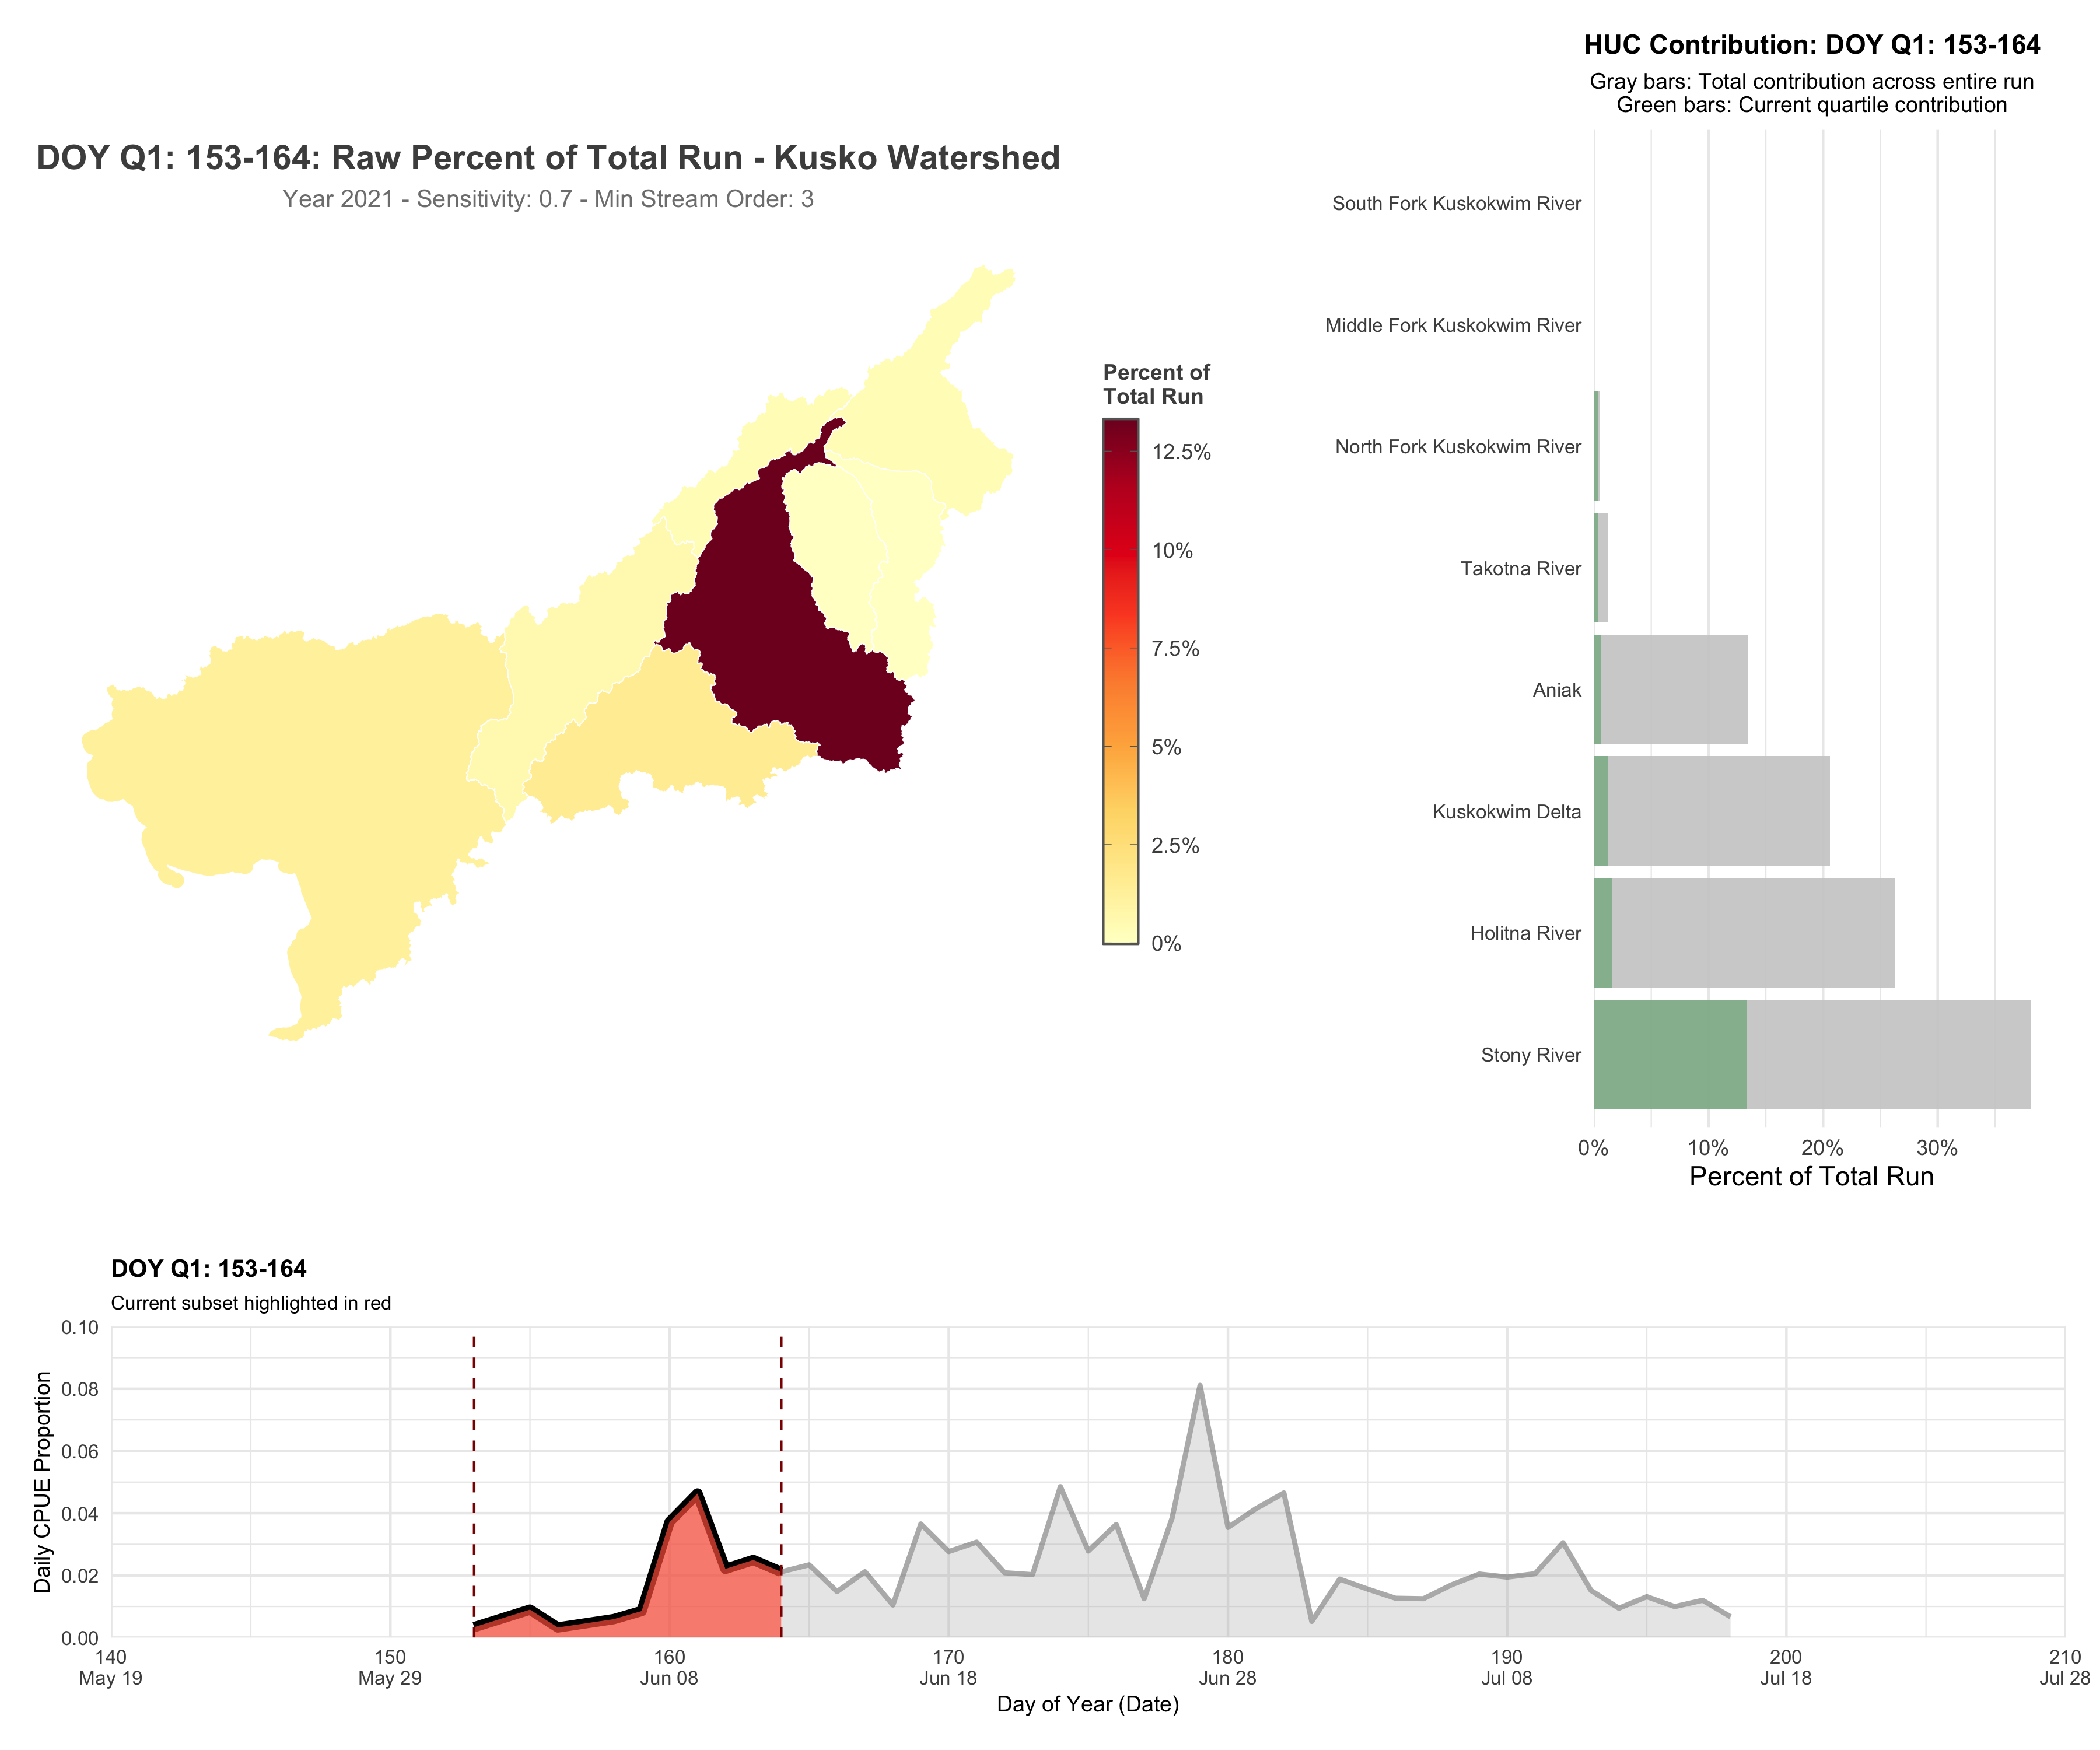 HUC Contribution: DOY Q1: 153-164
Gray bars: Total contribution across entire run
Green bars: Current quartile contribution
DOY Q1: 153-164: Raw Percent of Total Run - Kusko Watershed
Year 2021 - Sensitivity: 0.7 - Min Stream Order: 3
Percent of
Total Run
12.5%
10%
7.5%
5%
2.5%
0%
South Fork Kuskokwim River
Middle Fork Kuskokwim River
North Fork Kuskokwim River
Takotna River
Aniak
Kuskokwim Delta
Holitna River
Stony River
0% 10% 20% 30%
Percent of Total Run
DOY Q1: 153-164
Current subset highlighted in red
Daily CPUE Proportion
0.10
0.08
0.06
0.04
0.02
0.00
140 150 160 170 180 190 200 210
May 19 May 29 Jun 08 Jun 18 Jun 28 Jul 08 Jul 18 Jul 28
Day of Year (Date)